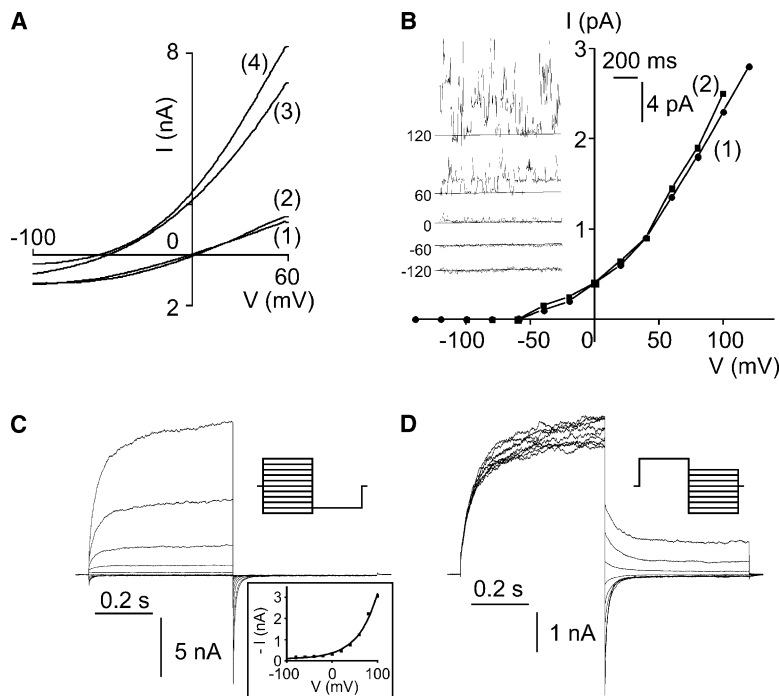 A
8
I (nA)
(4)
(3)
(2)
(1)
-100
0
60
V (mV)
2
B
I (pA)
3
200 ms
4 pA
(2)
(1)
2
1
120
60
0
-60
-120
-100
-50
0
50
100
V (mV)
C
0.2 s
5 nA
- I (nA)
3
2
1
0
-100
0
100
V (mV)
D
0.2 s
1 nA